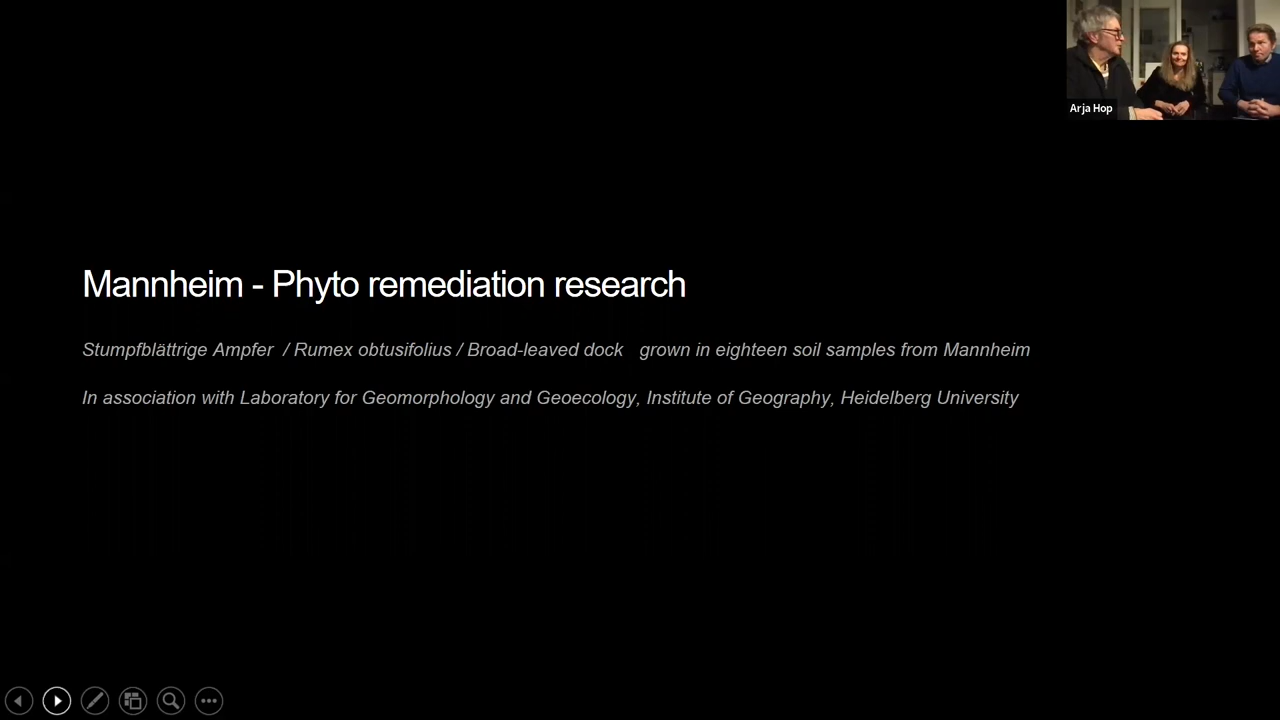 Arja Hop
Mannheim - Phyto remediation research
Stumpfblättrige Ampfer / Rumex obtusifolius / Broad-leaved dock grown in eighteen soil samples from Mannheim
In association with Laboratory for Geomorphology and Geoecology, Institute of Geography, Heidelberg University